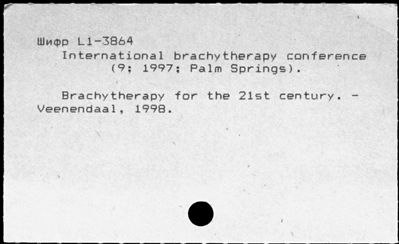 Шифр L1-3864
International brachytherapy conference
(9; 1997; Palm Springs).
Brachytherapy for the 21st century. -
Veenendaal, 1998.